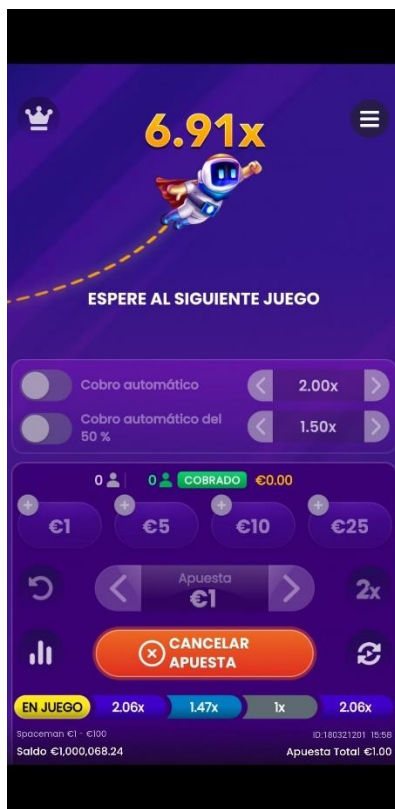 6.91x
ESPERE AL SIGUIENTE JUEGO
Cobro automático
2.00x
Cobro automático del
50 %
1.50x
0 0 COBRADO €0.00
€1 €5 €10 €25
Apuesta
€1
2x
CANCELAR
APUESTA
EN JUEGO 2.06x 1.47x 1x 2.06x
Spaceman €1 - €100 ID:180321201 15:58
Saldo €1,000,068.24 Apuesta Total €1.00